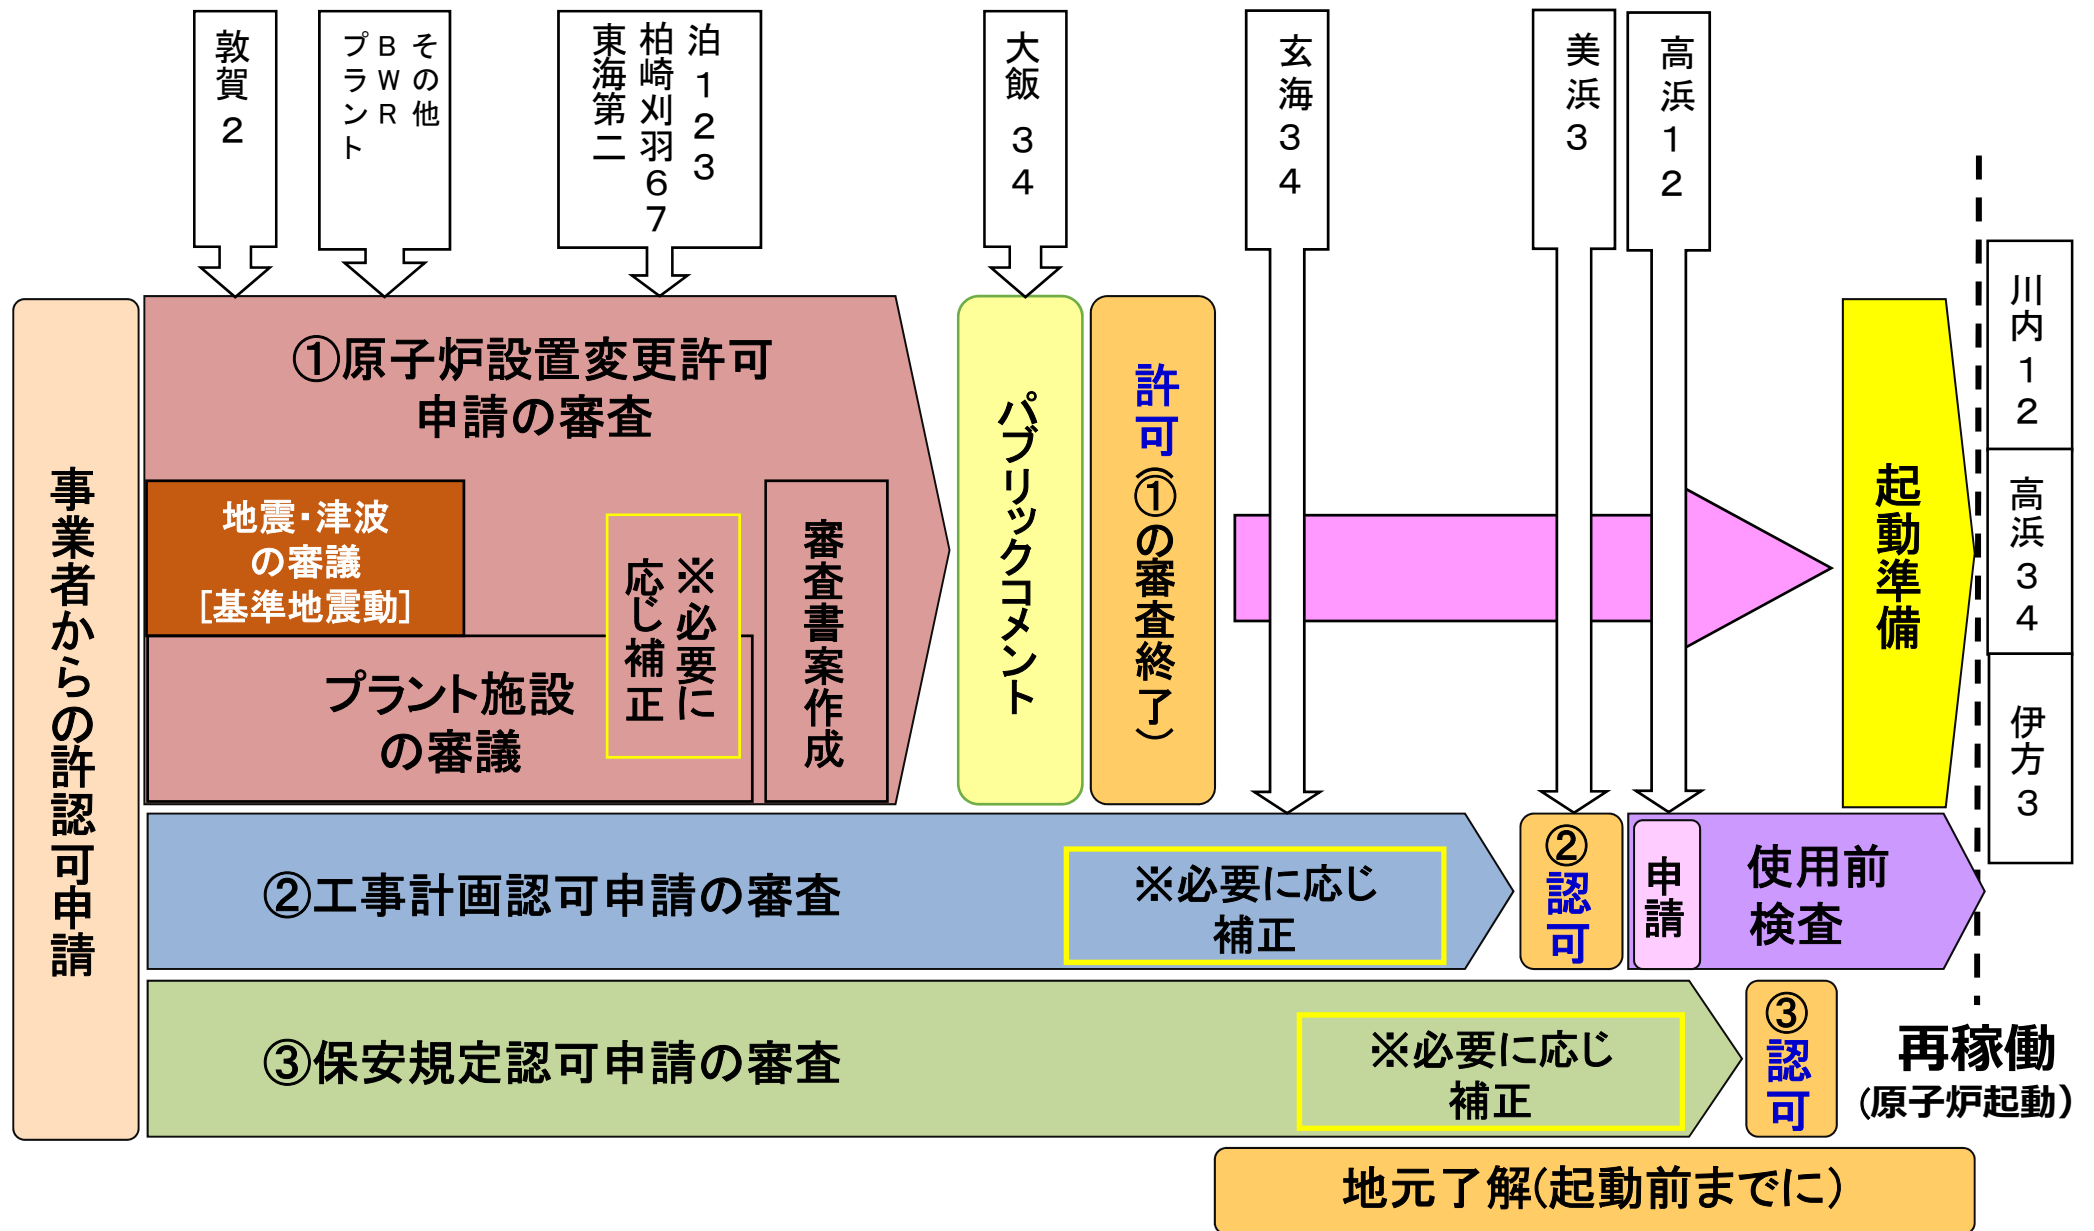 敦賀２
その他
ＢＷＲ
プラント
泊１２３
柏崎刈羽６７
東海第二
大飯３４
玄海３４
美浜３
高浜１２
川内１２
高浜３４
伊方３
事業者からの許認可申請
①原子炉設置変更許可
申請の審査
地震・津波
の審議
[基準地震動]
プラント施設
の審議
※必要に
応じ補正
審査書案作成
パブリックコメント
許可(①の審査終了)
起動準備
②工事計画認可申請の審査
※必要に応じ
補正
②認可
申請
使用前
検査
③保安規定認可申請の審査
※必要に応じ
補正
③認可
再稼働
(原子炉起動)
地元了解(起動前までに)